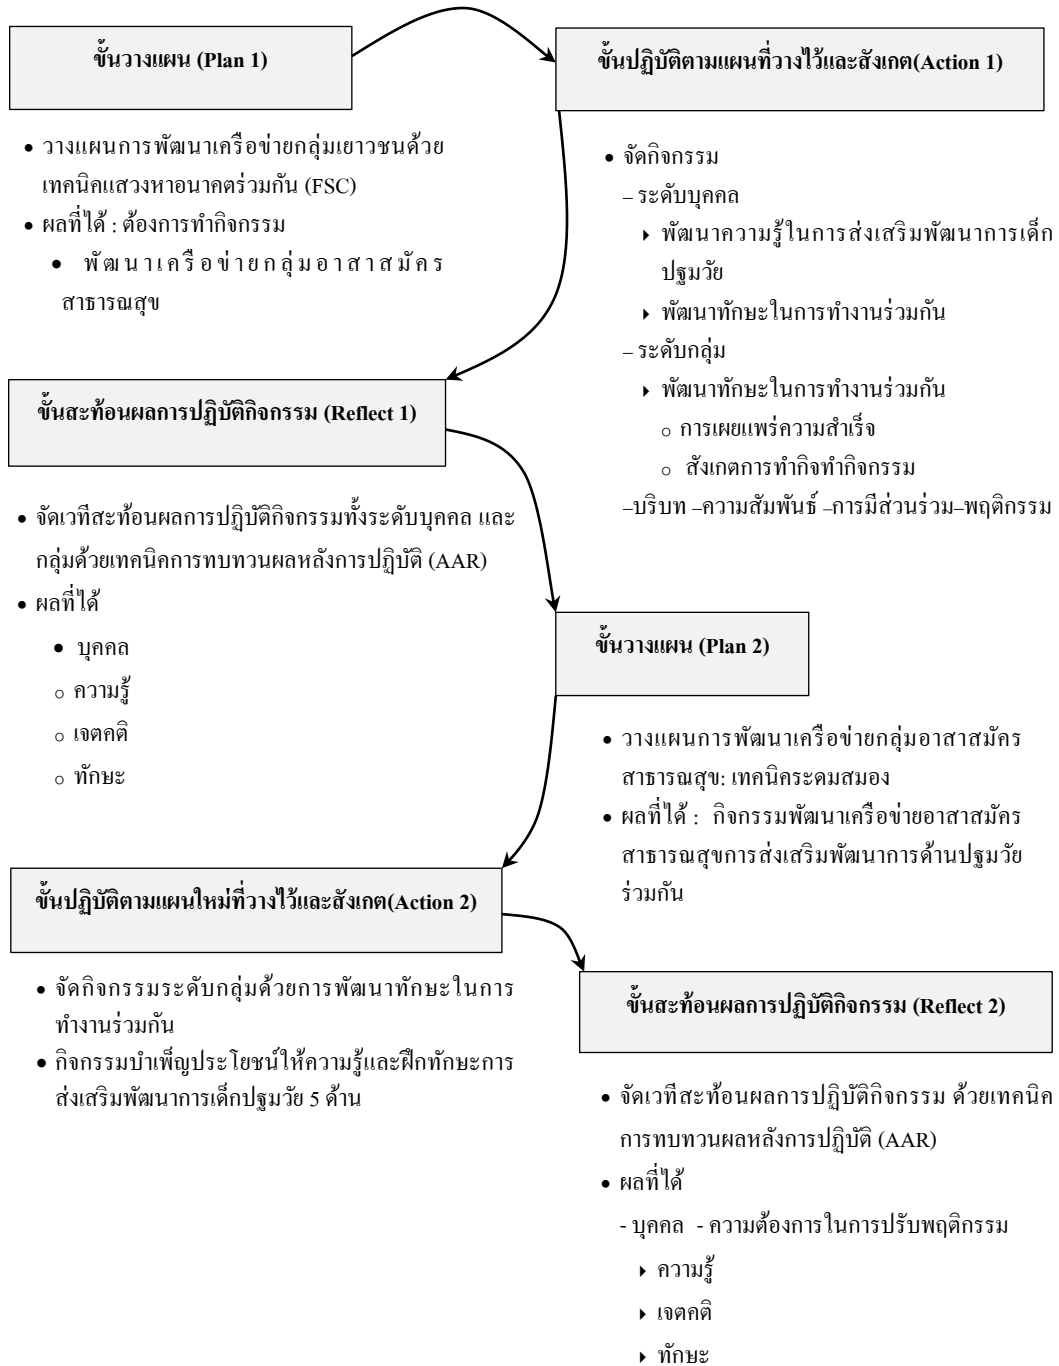 ขั้นวางแผน (Plan 1)
• วางแผนการพัฒนาเครือข่ายกลุ่มเยาวชนด้วย
เทคนิคแสวงหาอนาคตร่วมกัน (FSC)
• ผลที่ได้ : ต้องการทำกิจกรรม
• พัฒนาเครือข่ายกลุ่มอาสาสมัคร
สาธารณสุข
ขั้นปฏิบัติตามแผนที่วางไว้และสังเกต(Action 1)
• จัดกิจกรรม
– ระดับบุคคล
▸ พัฒนาความรู้ในการส่งเสริมพัฒนาการเด็ก
ปฐมวัย
▸ พัฒนาทักษะในการทำงานร่วมกัน
– ระดับกลุ่ม
▸ พัฒนาทักษะในการทำงานร่วมกัน
o การเผยแพร่ความสำเร็จ
o สังเกตการทำกิจทำกิจกรรม
–บริบท –ความสัมพันธ์ –การมีส่วนร่วม–พฤติกรรม
ขั้นสะท้อนผลการปฏิบัติกิจกรรม (Reflect 1)
• จัดเวทีสะท้อนผลการปฏิบัติกิจกรรมทั้งระดับบุคคล และ
กลุ่มด้วยเทคนิคการทบทวนผลหลังการปฏิบัติ (AAR)
• ผลที่ได้
• บุคคล
o ความรู้
o เจตคติ
o ทักษะ
ขั้นวางแผน (Plan 2)
• วางแผนการพัฒนาเครือข่ายกลุ่มอาสาสมัคร
สาธารณสุข: เทคนิคระดมสมอง
• ผลที่ได้ : กิจกรรมพัฒนาเครือข่ายอาสาสมัคร
สาธารณสุขการส่งเสริมพัฒนาการด้านปฐมวัย
ร่วมกัน
ขั้นปฏิบัติตามแผนใหม่ที่วางไว้และสังเกต(Action 2)
• จัดกิจกรรมระดับกลุ่มด้วยการพัฒนาทักษะในการ
ทำงานร่วมกัน
• กิจกรรมบำเพ็ญประโยชน์ให้ความรู้และฝึกทักษะการ
ส่งเสริมพัฒนาการเด็กปฐมวัย 5 ด้าน
ขั้นสะท้อนผลการปฏิบัติกิจกรรม (Reflect 2)
• จัดเวทีสะท้อนผลการปฏิบัติกิจกรรม ด้วยเทคนิค
การทบทวนผลหลังการปฏิบัติ (AAR)
• ผลที่ได้
- บุคคล - ความต้องการในการปรับพฤติกรรม
▸ ความรู้
▸ เจตคติ
▸ ทักษะ